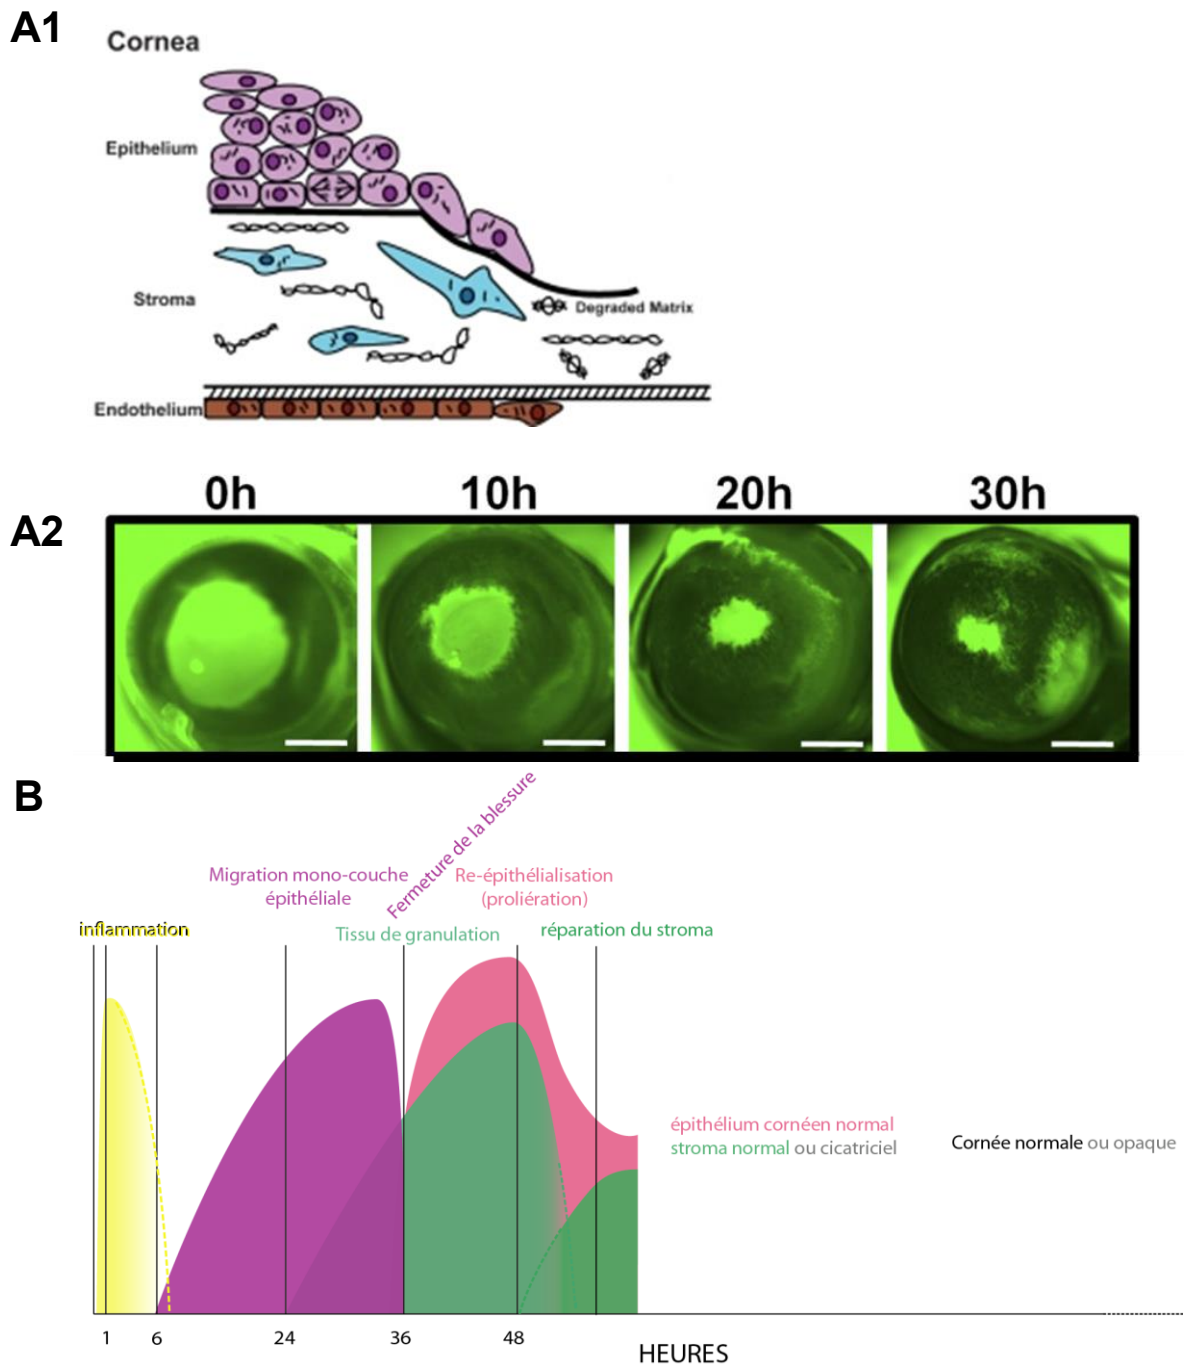 A1
Cornea
Epithelium
Stroma
Degraded Matrix
Endothelium
0h 10h 20h 30h
A2
B
Fermeture de la blessure
Migration mono-couche
épithéliale
Re-épithélialisation
(proliération)
inflammation
Tissu de granulation
réparation du stroma
épithélium cornéen normal
stroma normal ou cicatriciel
Cornée normale ou opaque
1 6 24 36 48
HEURES